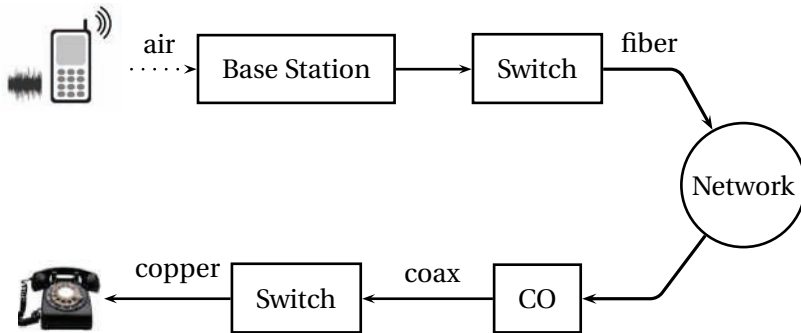 air
Base Station
Switch
fiber
Network
copper
Switch
coax
CO